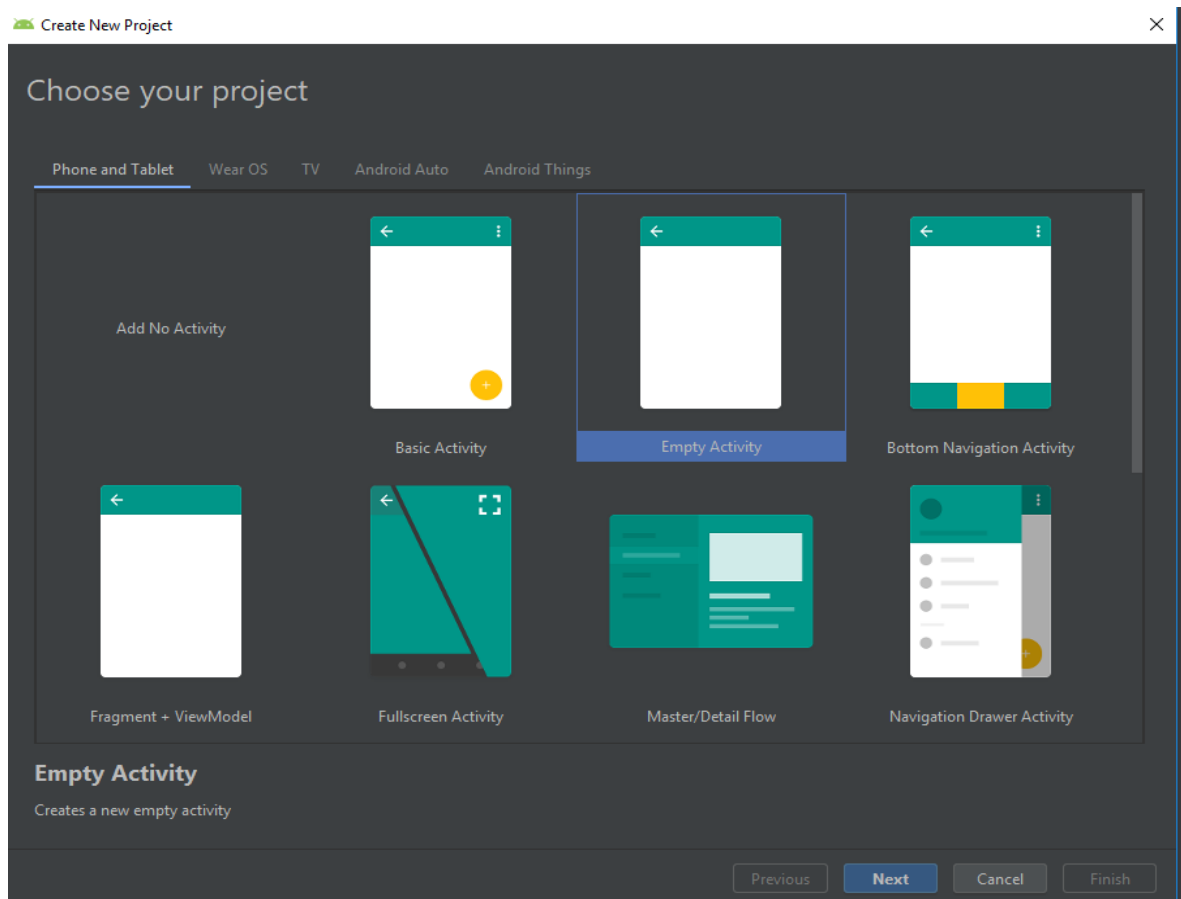 Create New Project
Choose your project
Phone and Tablet Wear OS TV Android Auto Android Things
Add No Activity
Basic Activity
Empty Activity
Bottom Navigation Activity
Fragment + ViewModel
Fullscreen Activity
Master/Detail Flow
Navigation Drawer Activity
Empty Activity
Creates a new empty activity
Previous Next Cancel Finish